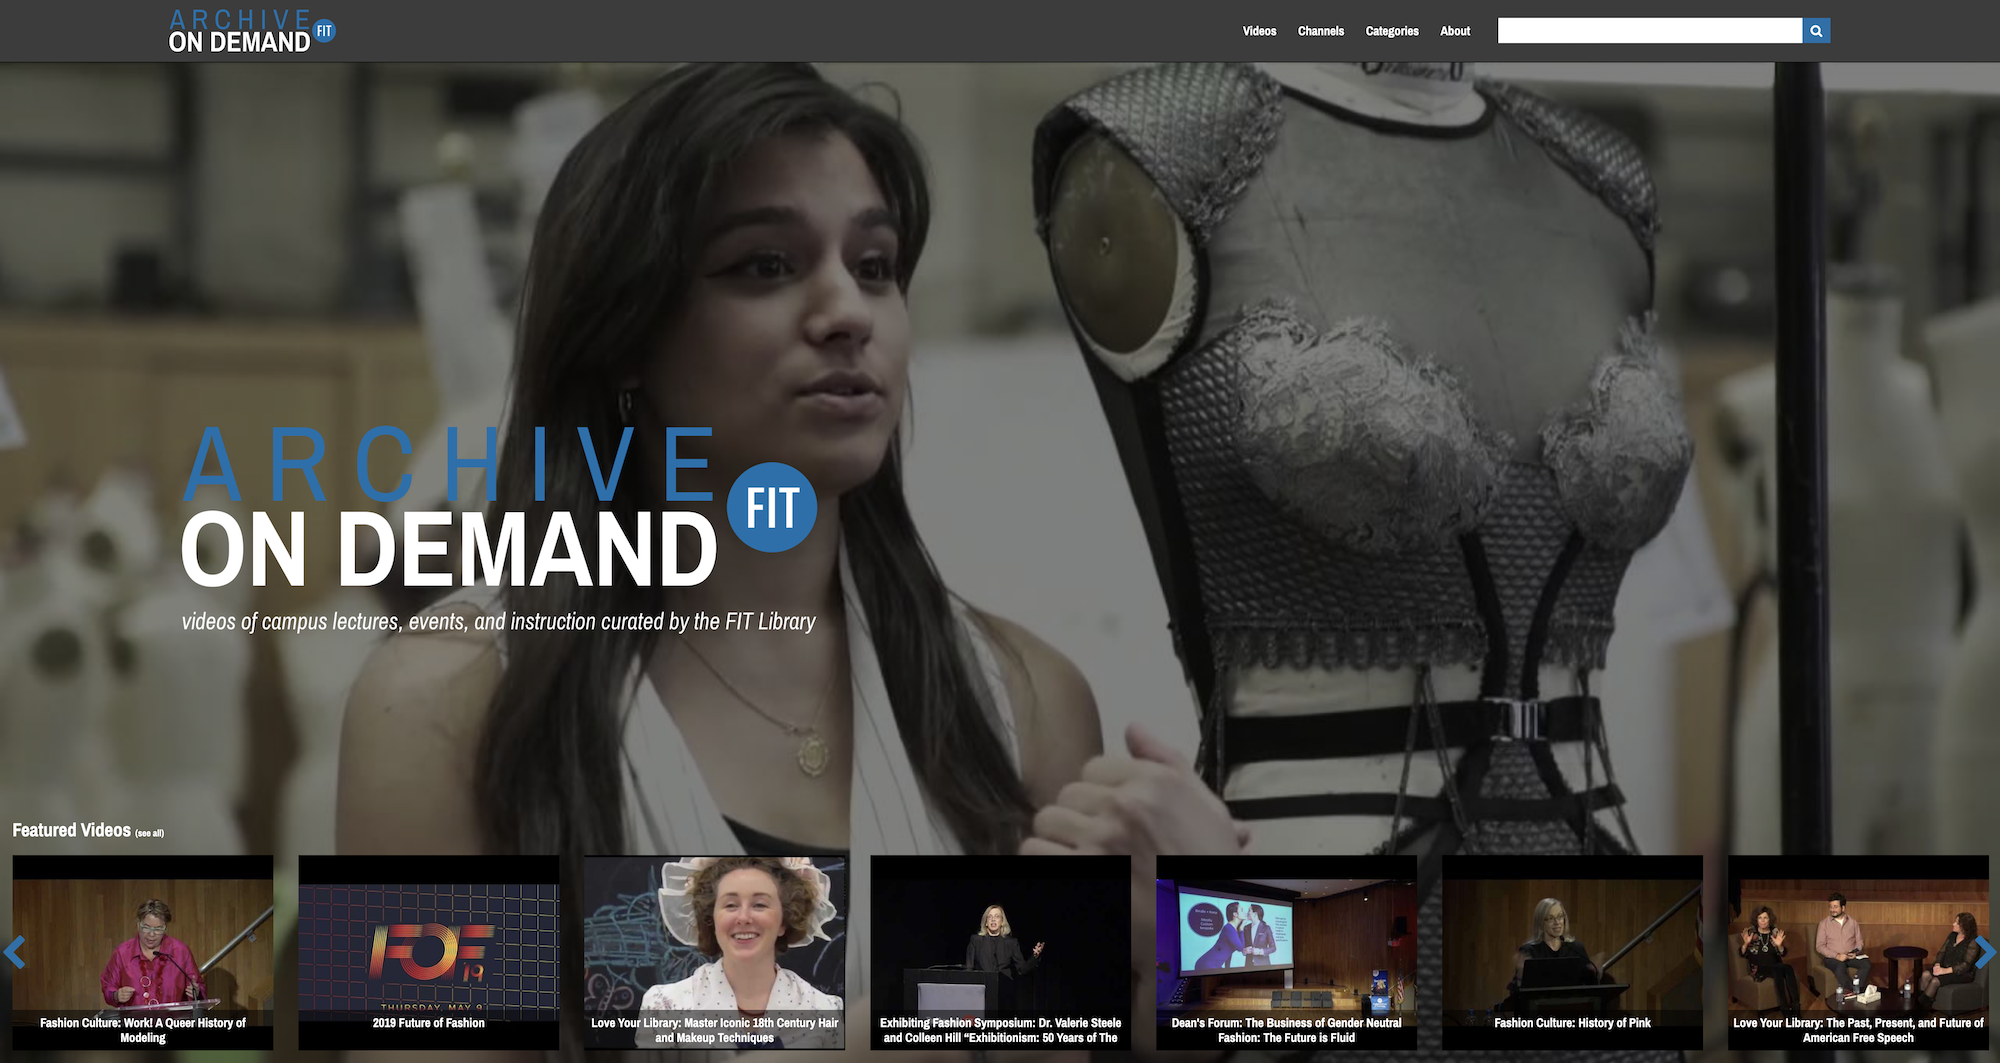 ARCHIVE
ON DEMAND FIT
Videos Channels Categories About
ARCHIVE
ON DEMAND FIT
videos of campus lectures, events, and instruction curated by the FIT Library
Featured Videos (see all)
FOF
19
THURSDAY, MAY 9
Fashion Culture: Work! A Queer History of
Modeling
2019 Future of Fashion
Love Your Library: Master Iconic 18th Century Hair
and Makeup Techniques
Exhibiting Fashion Symposium: Dr. Valerie Steele
and Colleen Hill “Exhibitionism: 50 Years of The
Dean's Forum: The Business of Gender Neutral
Fashion: The Future is Fluid
Fashion Culture: History of Pink
Love Your Library: The Past, Present, and Future of
American Free Speech